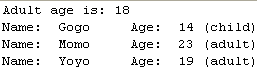 Adult age is: 18
Name:  Gogo     Age:  14 (child)
Name:  Momo     Age:  23 (adult)
Name:  Yoyo     Age:  19 (adult)